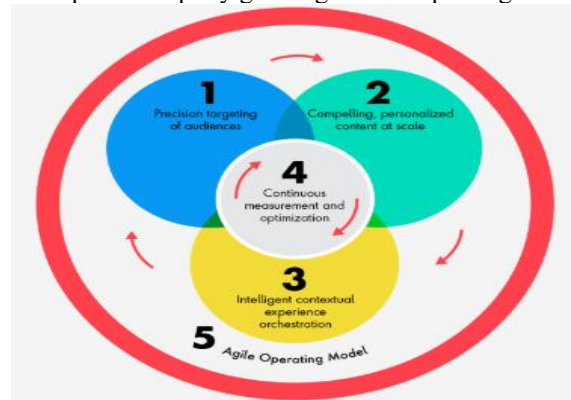 1
Precision targeting
of audiences
2
Compelling, personalized
content at scale
4
Continuous
measurement and
optimization
3
Intelligent contextual
experience
orchestration
5 Agile Operating Model